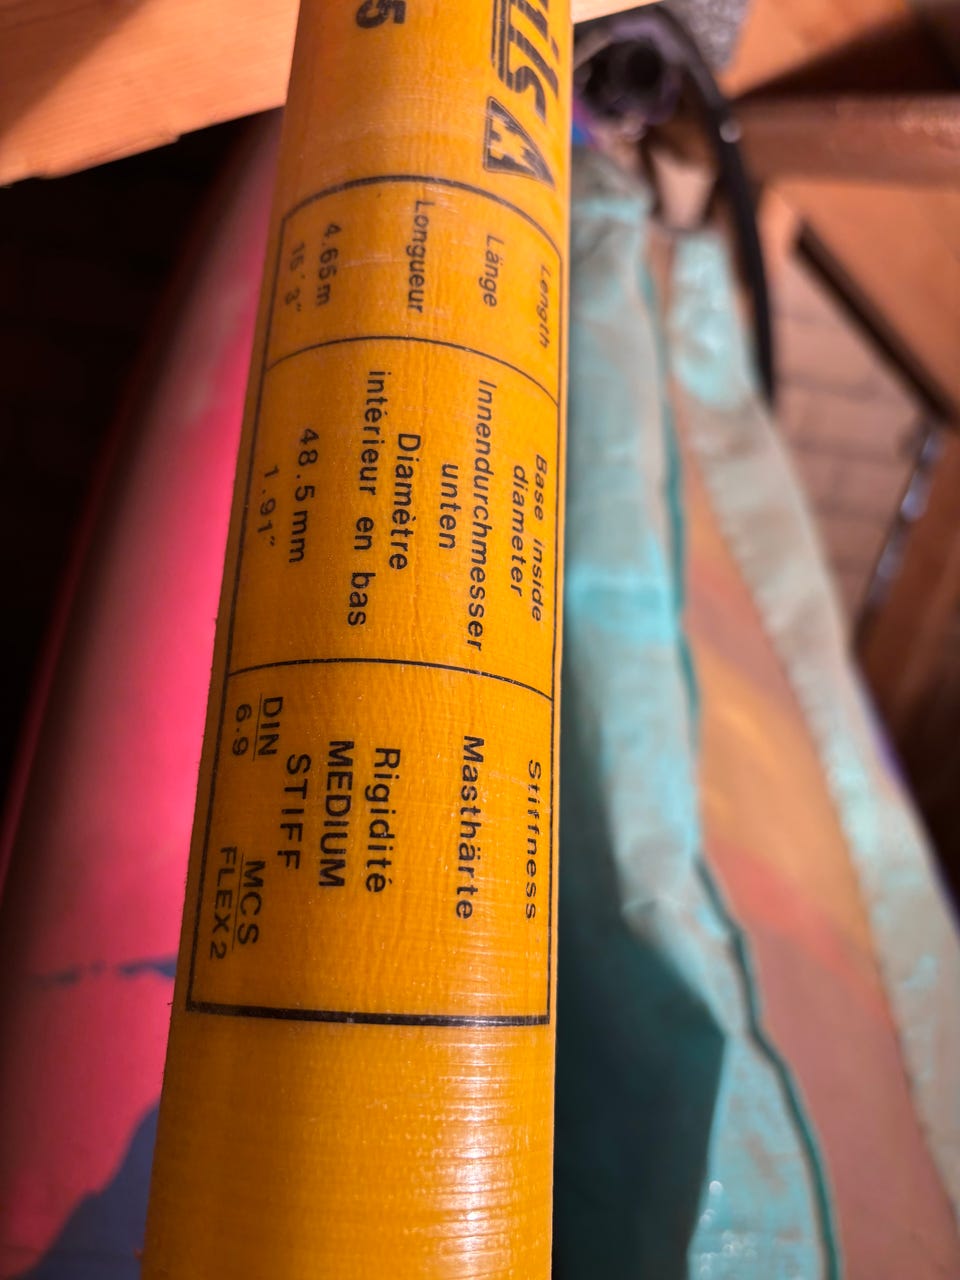 5
Length
Länge
Longueur
4.65 m
15' 3"
Base inside
diameter
Innendurchmesser
unten
Diamètre
intérieur en bas
48.5 mm
1.91"
Stiffness
Masthärte
Rigidité
MEDIUM
STIFF
DIN
6.9
MCS
FLEX 2